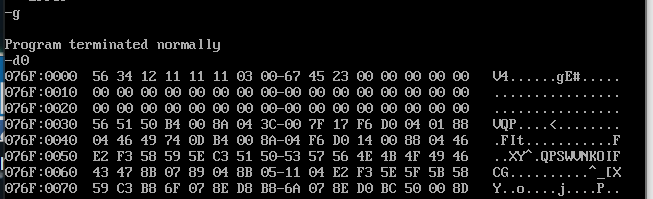 -g
Program terminated normally
-d0
076F:0000 56 34 12 11 11 11 03 00-67 45 23 00 00 00 00 00 V4......gE#.....
076F:0010 00 00 00 00 00 00 00 00-00 00 00 00 00 00 00 00 ................
076F:0020 00 00 00 00 00 00 00 00-00 00 00 00 00 00 00 00 ................
076F:0030 56 51 50 B4 00 8A 04 3C-00 7F 17 F6 D0 04 01 88 VQP....<........
076F:0040 04 46 49 74 0D B4 00 8A-04 F6 D0 14 00 88 04 46 .FIt...........F
076F:0050 E2 F3 58 59 5E C3 51 50-53 57 56 4E 4B 4F 49 46 ..XY^.QPSWVNKOIF
076F:0060 43 47 8B 07 89 04 8B 05-11 04 E2 F3 5E 5F 5B 58 CG..........^_[X
076F:0070 59 C3 B8 6F 07 8E D8 B8-6A 07 8E D0 BC 50 00 8D Y..o....j....P..